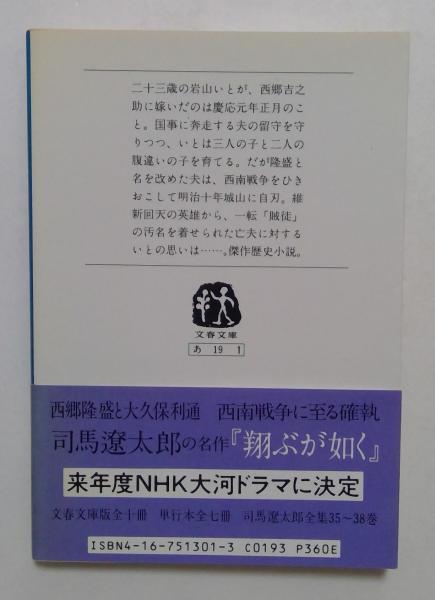 二十三歳の岩山いとが、西郷吉之
助に嫁いだのは慶応元年正月のこ
と。国事に奔走する夫の留守を守
りつつ、いとは三人の子と二人の
腹違いの子を育てる。だが隆盛と
名を改めた夫は、西南戦争をひき
おこして明治十年城山に自刃。維
新回天の英雄から、一転「賊徒」
の汚名を着せられた亡夫に対する
いとの思いは……。傑作歴史小説。
文春文庫
あ 19 1
西郷隆盛と大久保利通 西南戦争に至る確執
司馬遼太郎の名作『翔ぶが如く』
来年度NHK大河ドラマに決定
文春文庫版全十冊 単行本全七冊 司馬遼太郎全集35〜38巻
ISBN4-16-751301-3 C0193 P360E